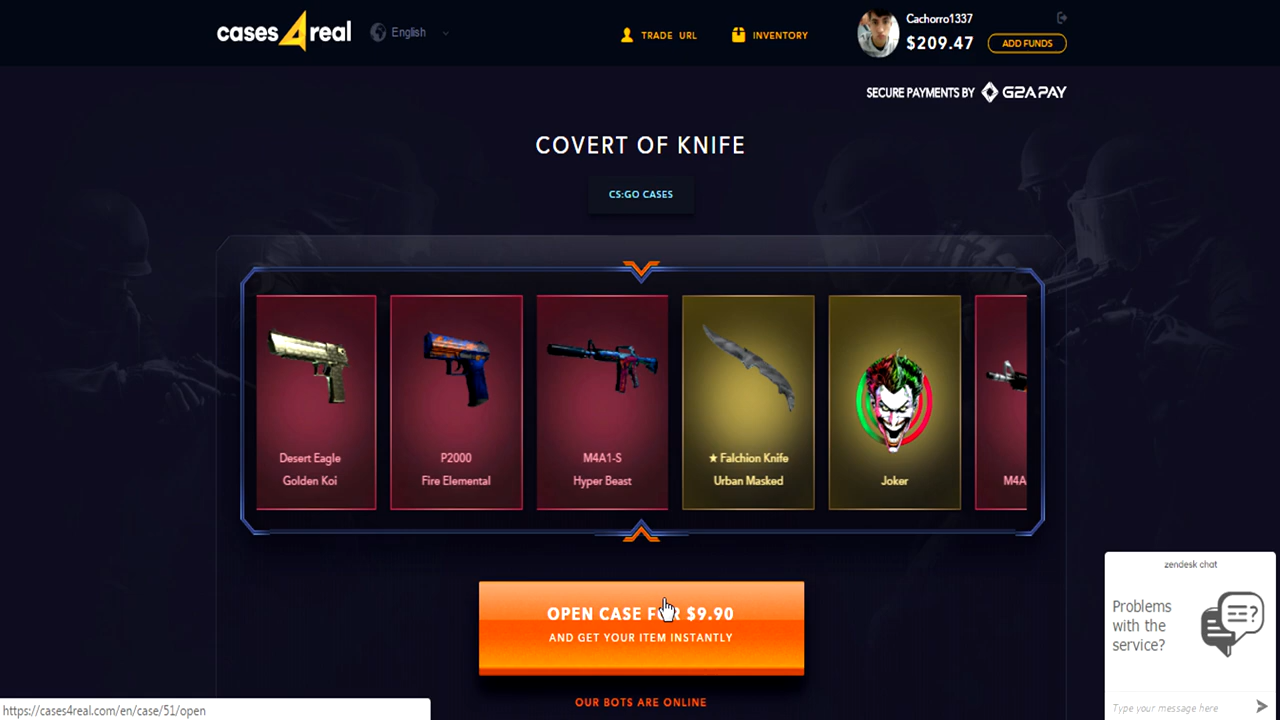 cases4real
English
TRADE URL
INVENTORY
Cachorro1337
$209.47
ADD FUNDS
SECURE PAYMENTS BY G2A PAY
COVERT OF KNIFE
CS:GO CASES
Desert Eagle
Golden Koi
P2000
Fire Elemental
M4A1-S
Hyper Beast
★ Falchion Knife
Urban Masked
Joker
M4A
OPEN CASE FOR $9.90
AND GET YOUR ITEM INSTANTLY
OUR BOTS ARE ONLINE
zendesk chat
Problems
with the
service?
Type your message here
https://cases4real.com/en/case/51/open